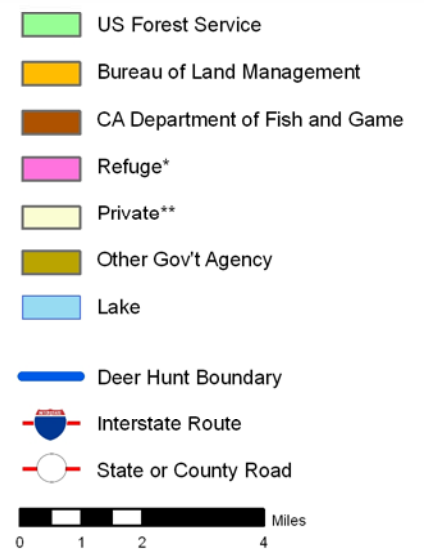 US Forest Service
Bureau of Land Management
CA Department of Fish and Game
Refuge*
Private**
Other Gov't Agency
Lake
Deer Hunt Boundary
Interstate Route
State or County Road
Miles
0 1 2 4